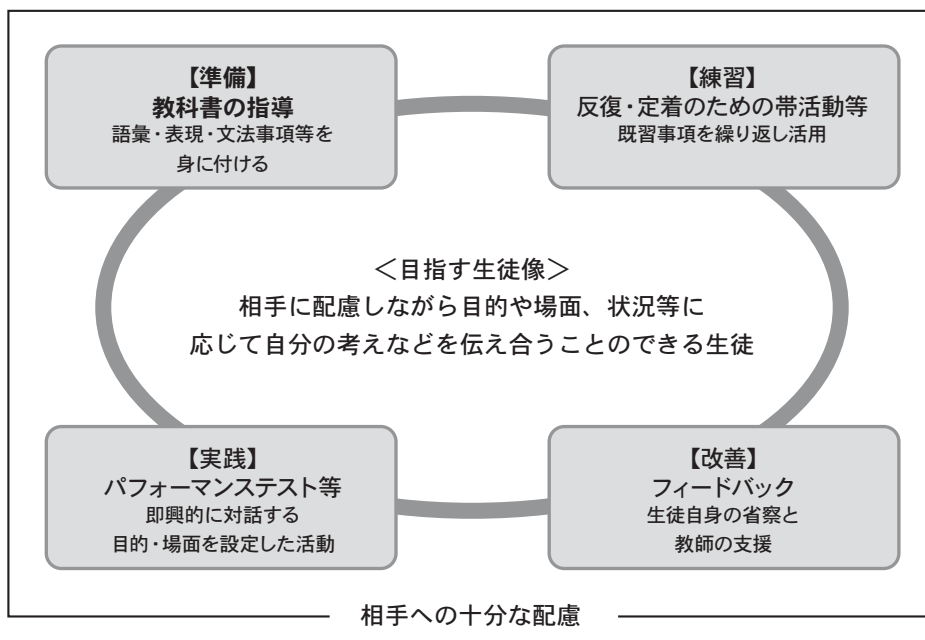 【準備】
教科書の指導
語彙・表現・文法事項等を
身に付ける
【練習】
反復・定着のための帯活動等
既習事項を繰り返し活用
＜目指す生徒像＞
相手に配慮しながら目的や場面、状況等に
応じて自分の考えなどを伝え合うことのできる生徒
【実践】
パフォーマンステスト等
即興的に対話する
目的・場面を設定した活動
【改善】
フィードバック
生徒自身の省察と
教師の支援
相手への十分な配慮